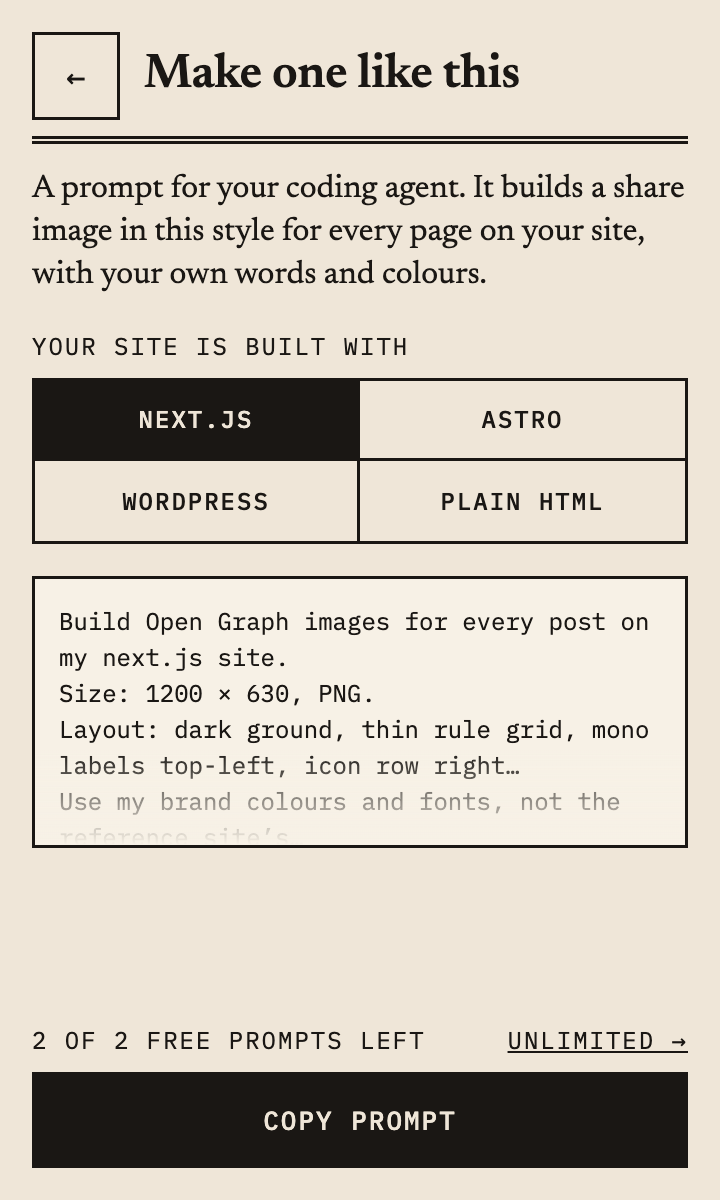 ←
Make one like this
A prompt for your coding agent. It builds a share
image in this style for every page on your site,
with your own words and colours.
YOUR SITE IS BUILT WITH
NEXT.JS
ASTRO
WORDPRESS
PLAIN HTML
Build Open Graph images for every post on
my next.js site.
Size: 1200 × 630, PNG.
Layout: dark ground, thin rule grid, mono
labels top-left, icon row right…
Use my brand colours and fonts, not the
reference site’s
2 OF 2 FREE PROMPTS LEFT
UNLIMITED →
COPY PROMPT